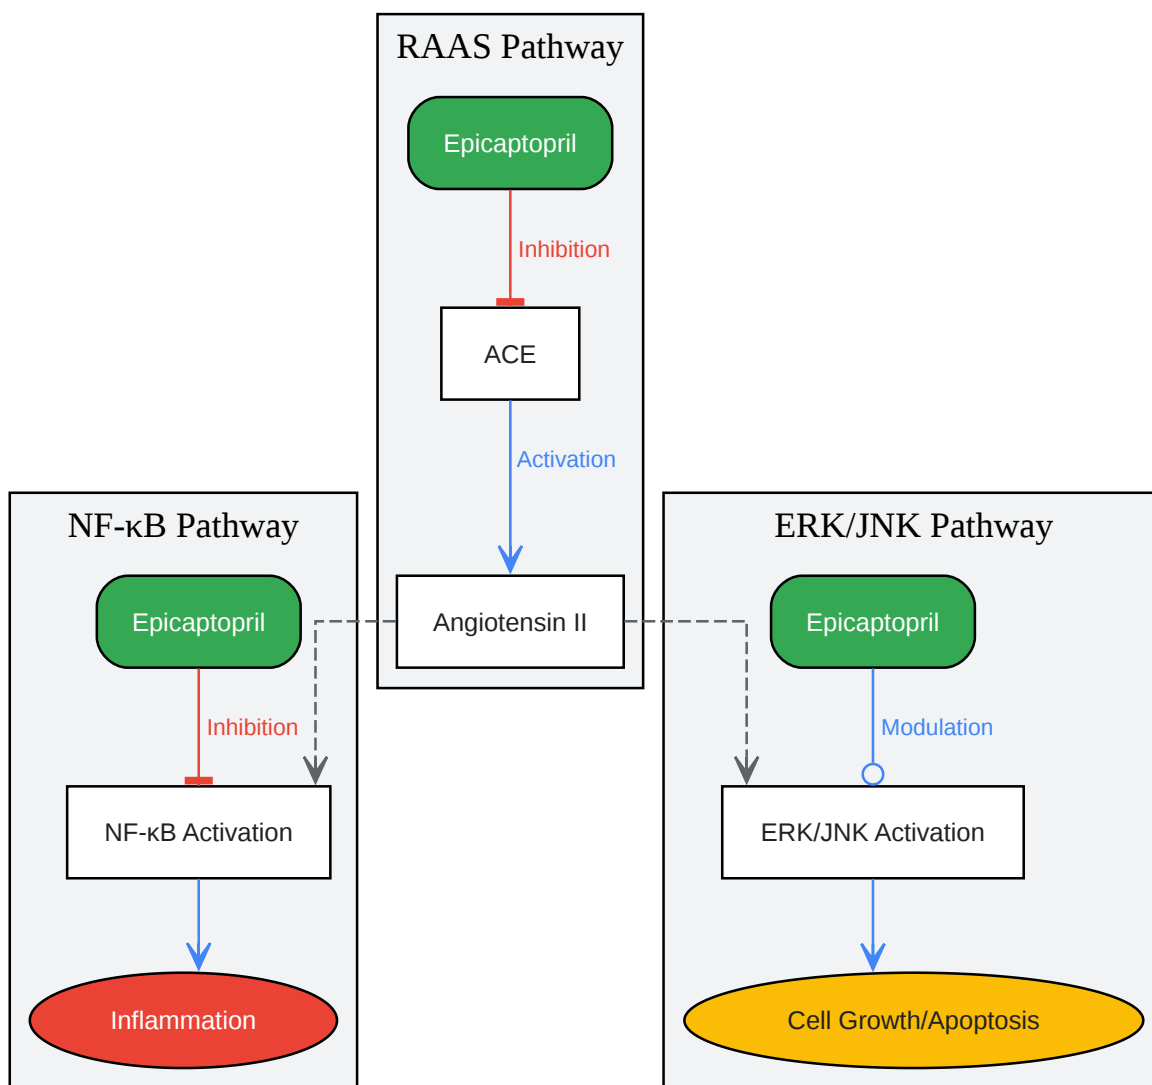 RAAS Pathway
Epicaptopril
Inhibition
ACE
Activation
Angiotensin II
NF-κB Pathway
Epicaptopril
Inhibition
NF-κB Activation
Inflammation
ERK/JNK Pathway
Epicaptopril
Modulation
ERK/JNK Activation
Cell Growth/Apoptosis